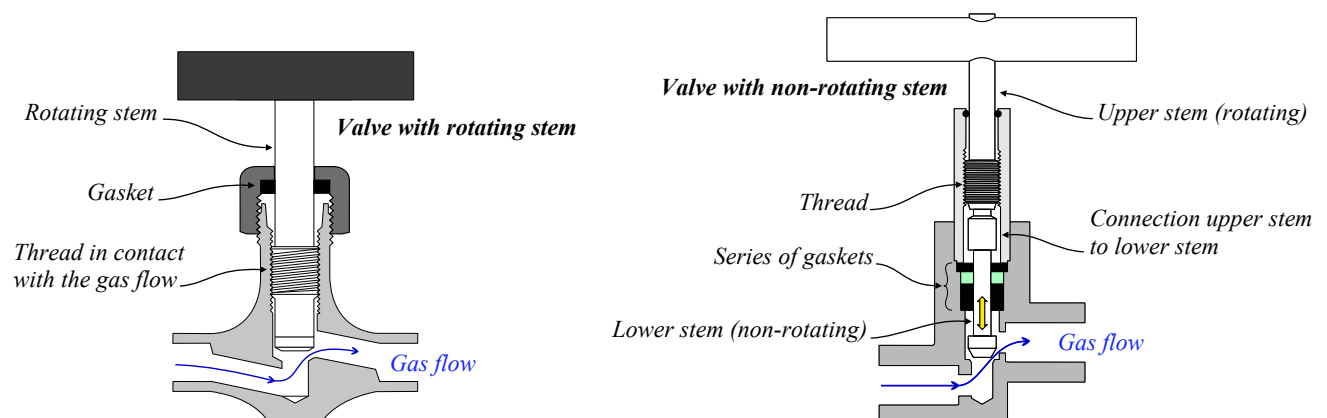 Rotating stem
Valve with rotating stem
Gasket
Thread in contact
with the gas flow
Gas flow
Valve with non-rotating stem
Upper stem (rotating)
Thread
Connection upper stem
to lower stem
Series of gaskets
Lower stem (non-rotating)
Gas flow